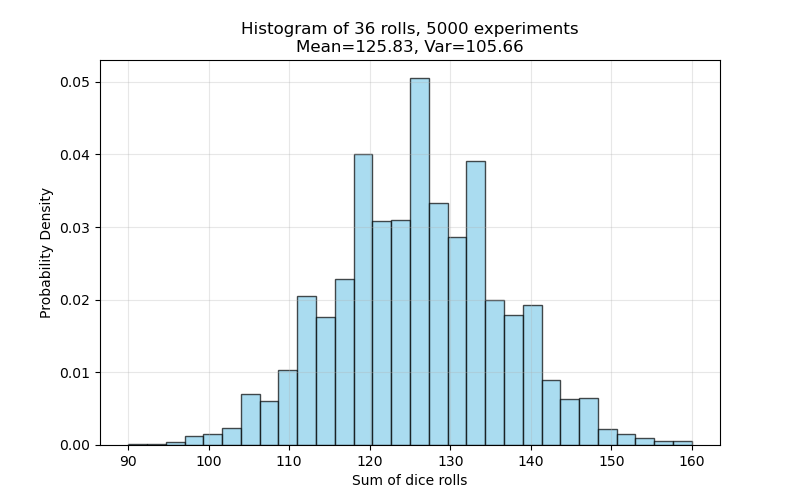 Histogram of 36 rolls, 5000 experiments
Mean=125.83, Var=105.66
0.05
0.04
0.03
0.02
0.01
0.00
Probability Density
90 100 110 120 130 140 150 160
Sum of dice rolls